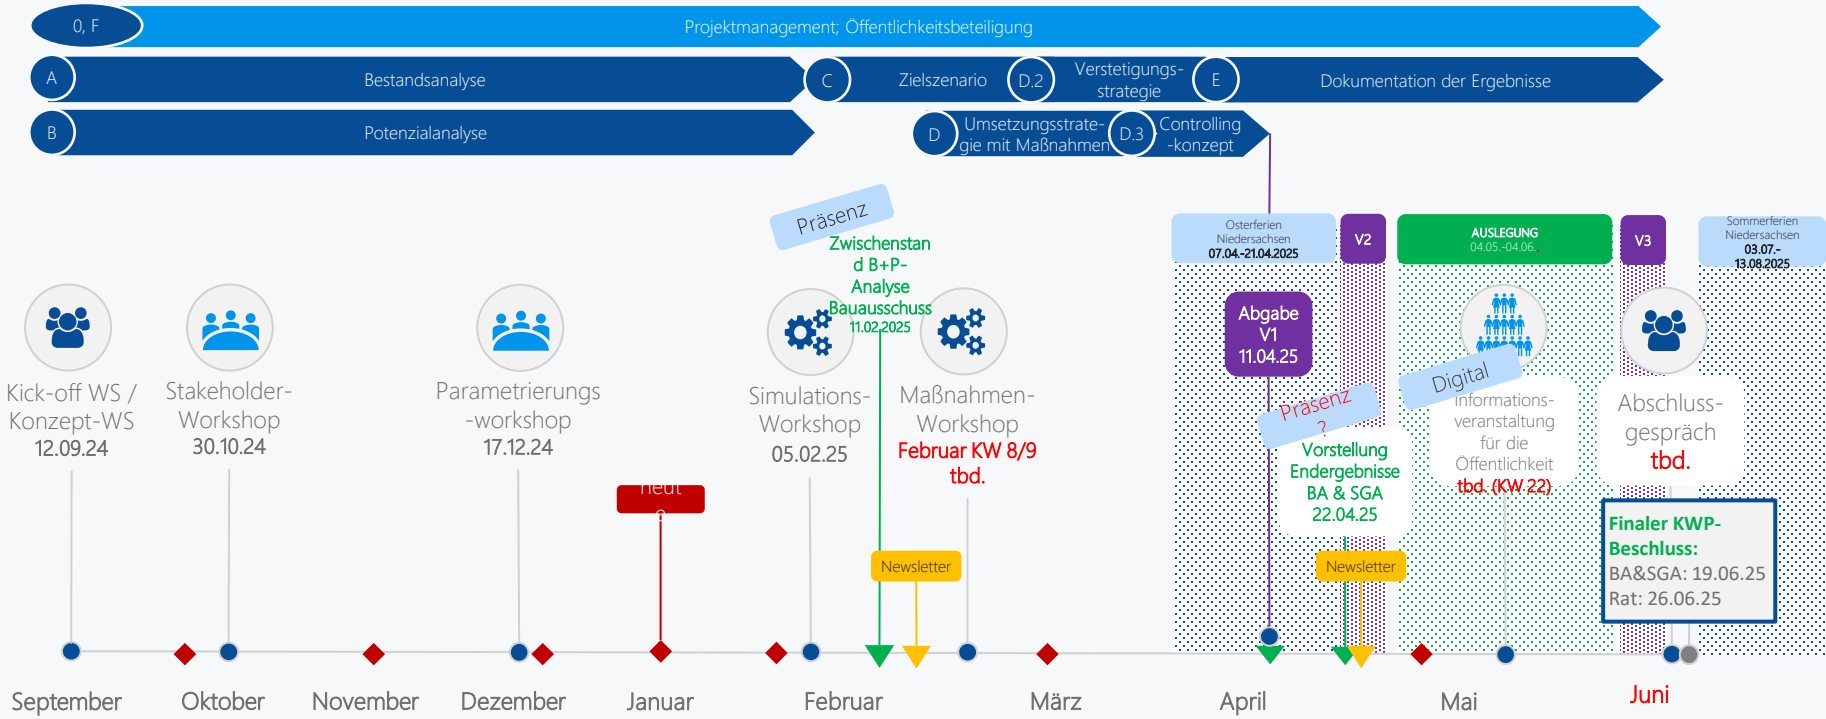 0, F
Projektmanagement; Öffentlichkeitsbeteiligung
A
Bestandsanalyse
C
Zielszenario
D.2
Verstetigungs-
strategie
E
Dokumentation der Ergebnisse
B
Potenzialanalyse
D
Umsetzungsstrate-
gie mit Maßnahmen
D.3
Controlling
-konzept
Präsenz
Zwischenstan
d B+P-
Analyse
Bauausschuss
11.02.2025
Osterferien
Niedersachsen
07.04.-21.04.2025
V2
AUSLEGUNG
04.05.-04.06.
V3
Sommerferien
Niedersachsen
03.07.-
13.08.2025
Kick-off WS /
Konzept-WS
12.09.24
Stakeholder-
Workshop
30.10.24
Parametrierungs
-workshop
17.12.24
Simulations-
Workshop
05.02.25
Maßnahmen-
Workshop
Februar KW 8/9
tbd.
Abgabe
V1
11.04.25
Präsenz
?
Vorstellung
Endergebnisse
BA & SGA
22.04.25
Digital
Informations-
veranstaltung
für die
Öffentlichkeit
tbd. (KW 22)
Abschluss-
gespräch
tbd.
heut
e
Newsletter
Newsletter
Finaler KWP-
Beschluss:
BA&SGA: 19.06.25
Rat: 26.06.25
September
Oktober
November
Dezember
Januar
Februar
März
April
Mai
Juni